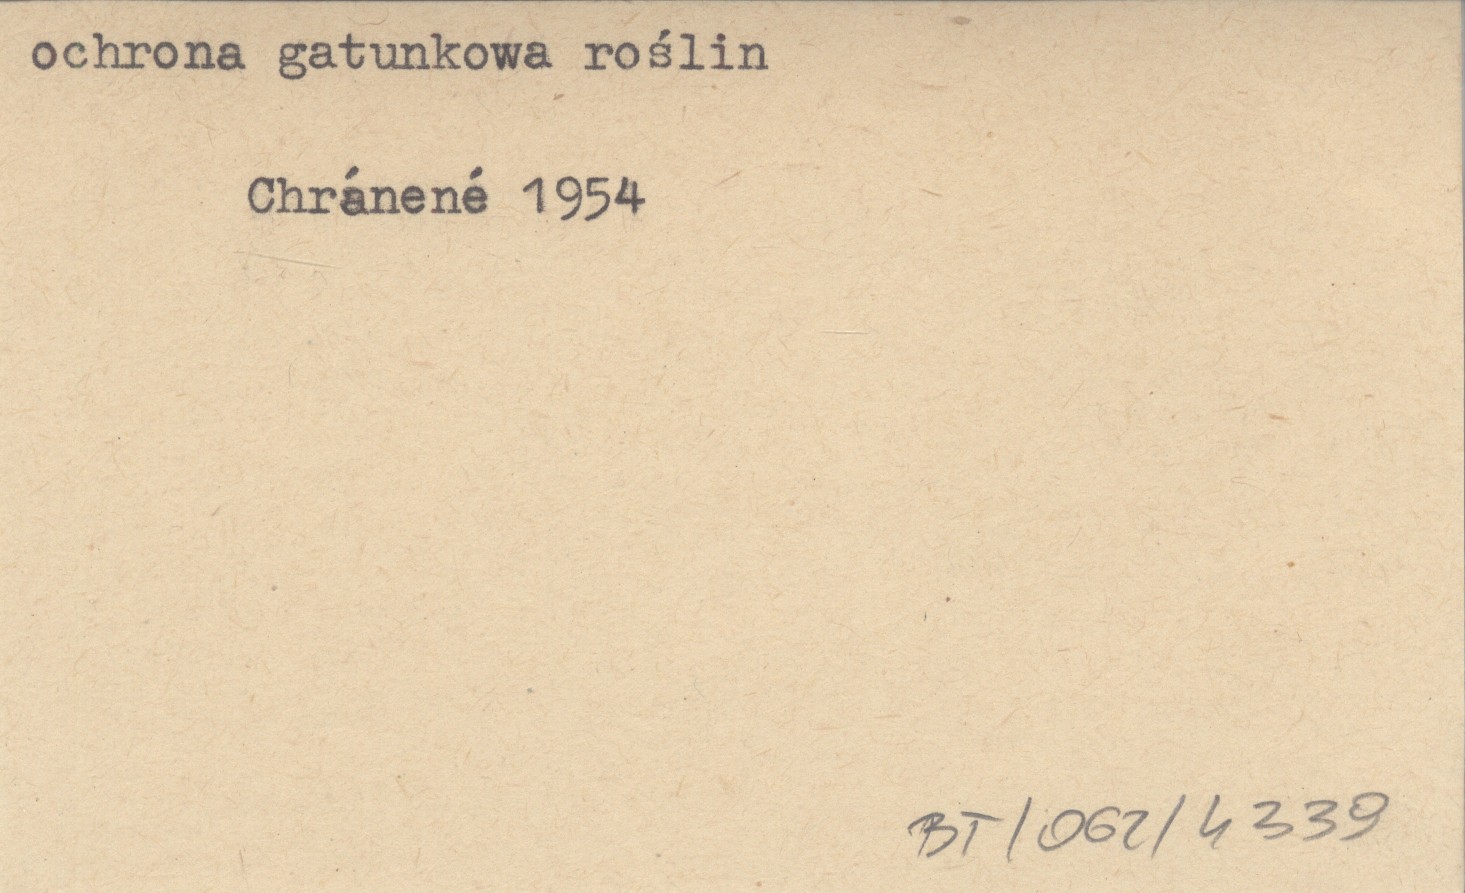 ochrona gatunkowa roślin
Chránené 1954
BT/062/4339